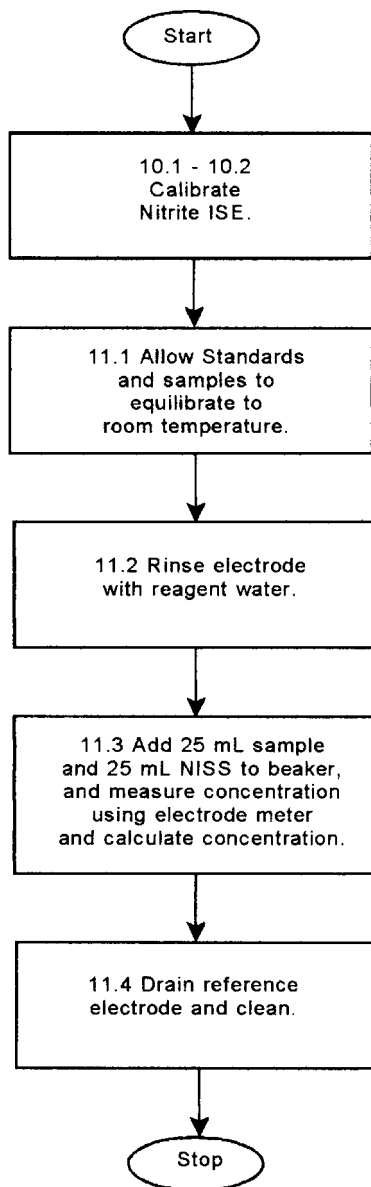 Start
10.1 - 10.2
Calibrate
Nitrite ISE.
11.1 Allow Standards
and samples to
equilibrate to
room temperature.
11.2 Rinse electrode
with reagent water.
11.3 Add 25 mL sample
and 25 mL NISS to beaker,
and measure concentration
using electrode meter
and calculate concentration.
11.4 Drain reference
electrode and clean.
Stop